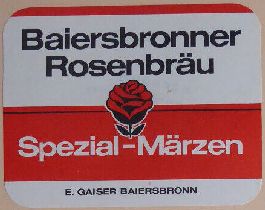 Baiersbronner
Rosenbräu
Spezial-Märzen
E. GAISER BAIERSBRONN